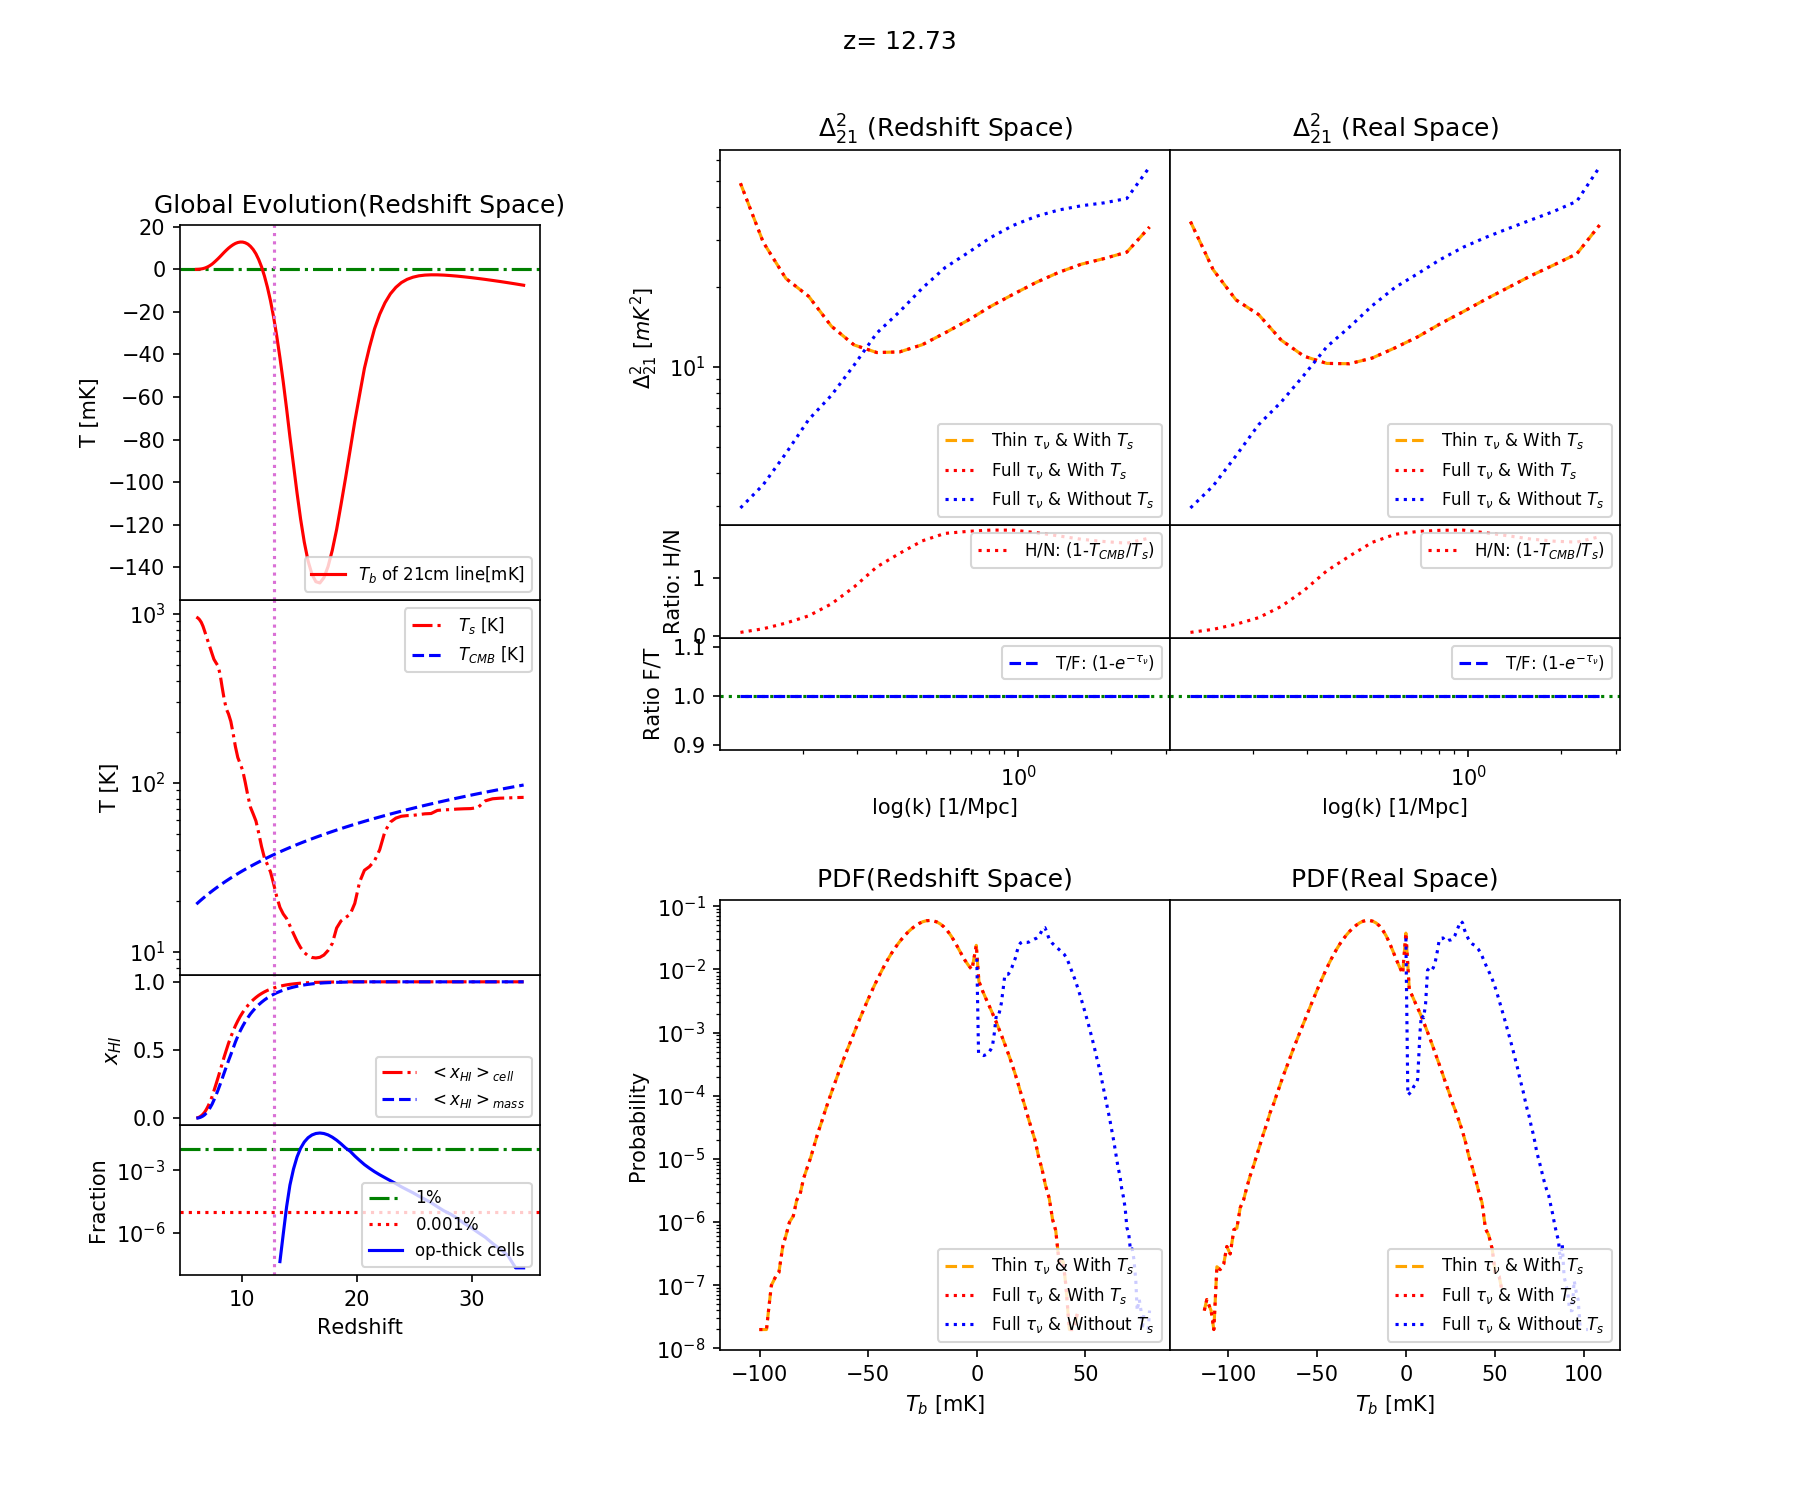 z= 12.73
Global Evolution(Redshift Space)
20
0
−20
−40
−60
−80
−100
−120
−140
T [mK]
T_b of 21cm line[mK]
10^3
10^2
10^1
T [K]
T_s [K]
T_CMB [K]
1.0
0.5
0.0
x_HI
<x_HI>_cell
<x_HI>_mass
10^−3
10^−6
Fraction
1%
0.001%
op-thick cells
10 20 30
Redshift
Δ^2_21 (Redshift Space)
Δ^2_21 (Real Space)
10^1
Δ^2_21 [mK^2]
Thin τ_ν & With T_s
Full τ_ν & With T_s
Full τ_ν & Without T_s
Thin τ_ν & With T_s
Full τ_ν & With T_s
Full τ_ν & Without T_s
1
0
Ratio: H/N
H/N: (1-T_CMB/T_s)
H/N: (1-T_CMB/T_s)
1.1
1.0
0.9
Ratio F/T
T/F: (1-e^−τ_ν)
T/F: (1-e^−τ_ν)
10^0
10^0
log(k) [1/Mpc]
log(k) [1/Mpc]
PDF(Redshift Space)
PDF(Real Space)
10^−1
10^−2
10^−3
10^−4
10^−5
10^−6
10^−7
10^−8
Probability
Thin τ_ν & With T_s
Full τ_ν & With T_s
Full τ_ν & Without T_s
Thin τ_ν & With T_s
Full τ_ν & With T_s
Full τ_ν & Without T_s
−100 −50 0 50
−100 −50 0 50 100
T_b [mK]
T_b [mK]